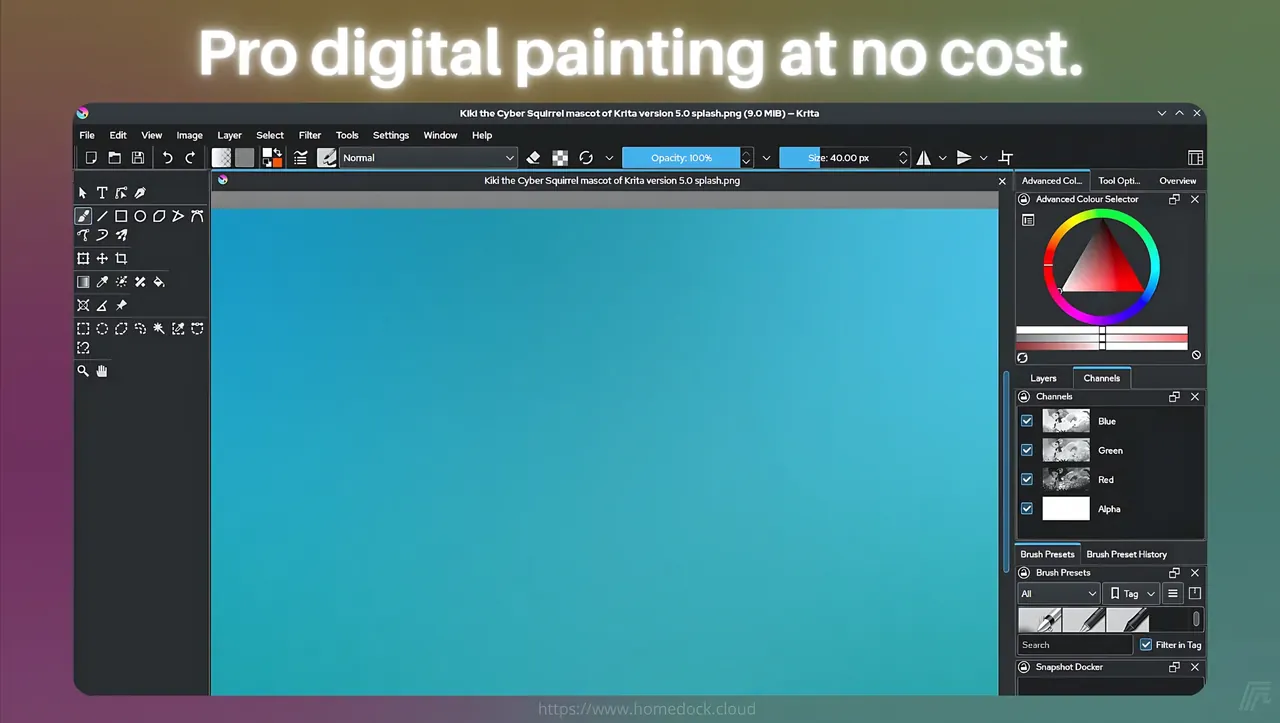 Pro digital painting at no cost.
Kiki the Cyber Squirrel mascot of Krita version 5.0 splash.png (9.0 MiB) — Krita
File Edit View Image Layer Select Filter Tools Settings Window Help
Normal Opacity: 100% Size: 40.00 px
Kiki the Cyber Squirrel mascot of Krita version 5.0 splash.png
Advanced Col... Tool Opti... Overview
Advanced Colour Selector
Layers Channels
Channels
Blue
Green
Red
Alpha
Brush Presets Brush Preset History
Brush Presets
All Tag
Search Filter in Tag
Snapshot Docker
https://www.homedock.cloud